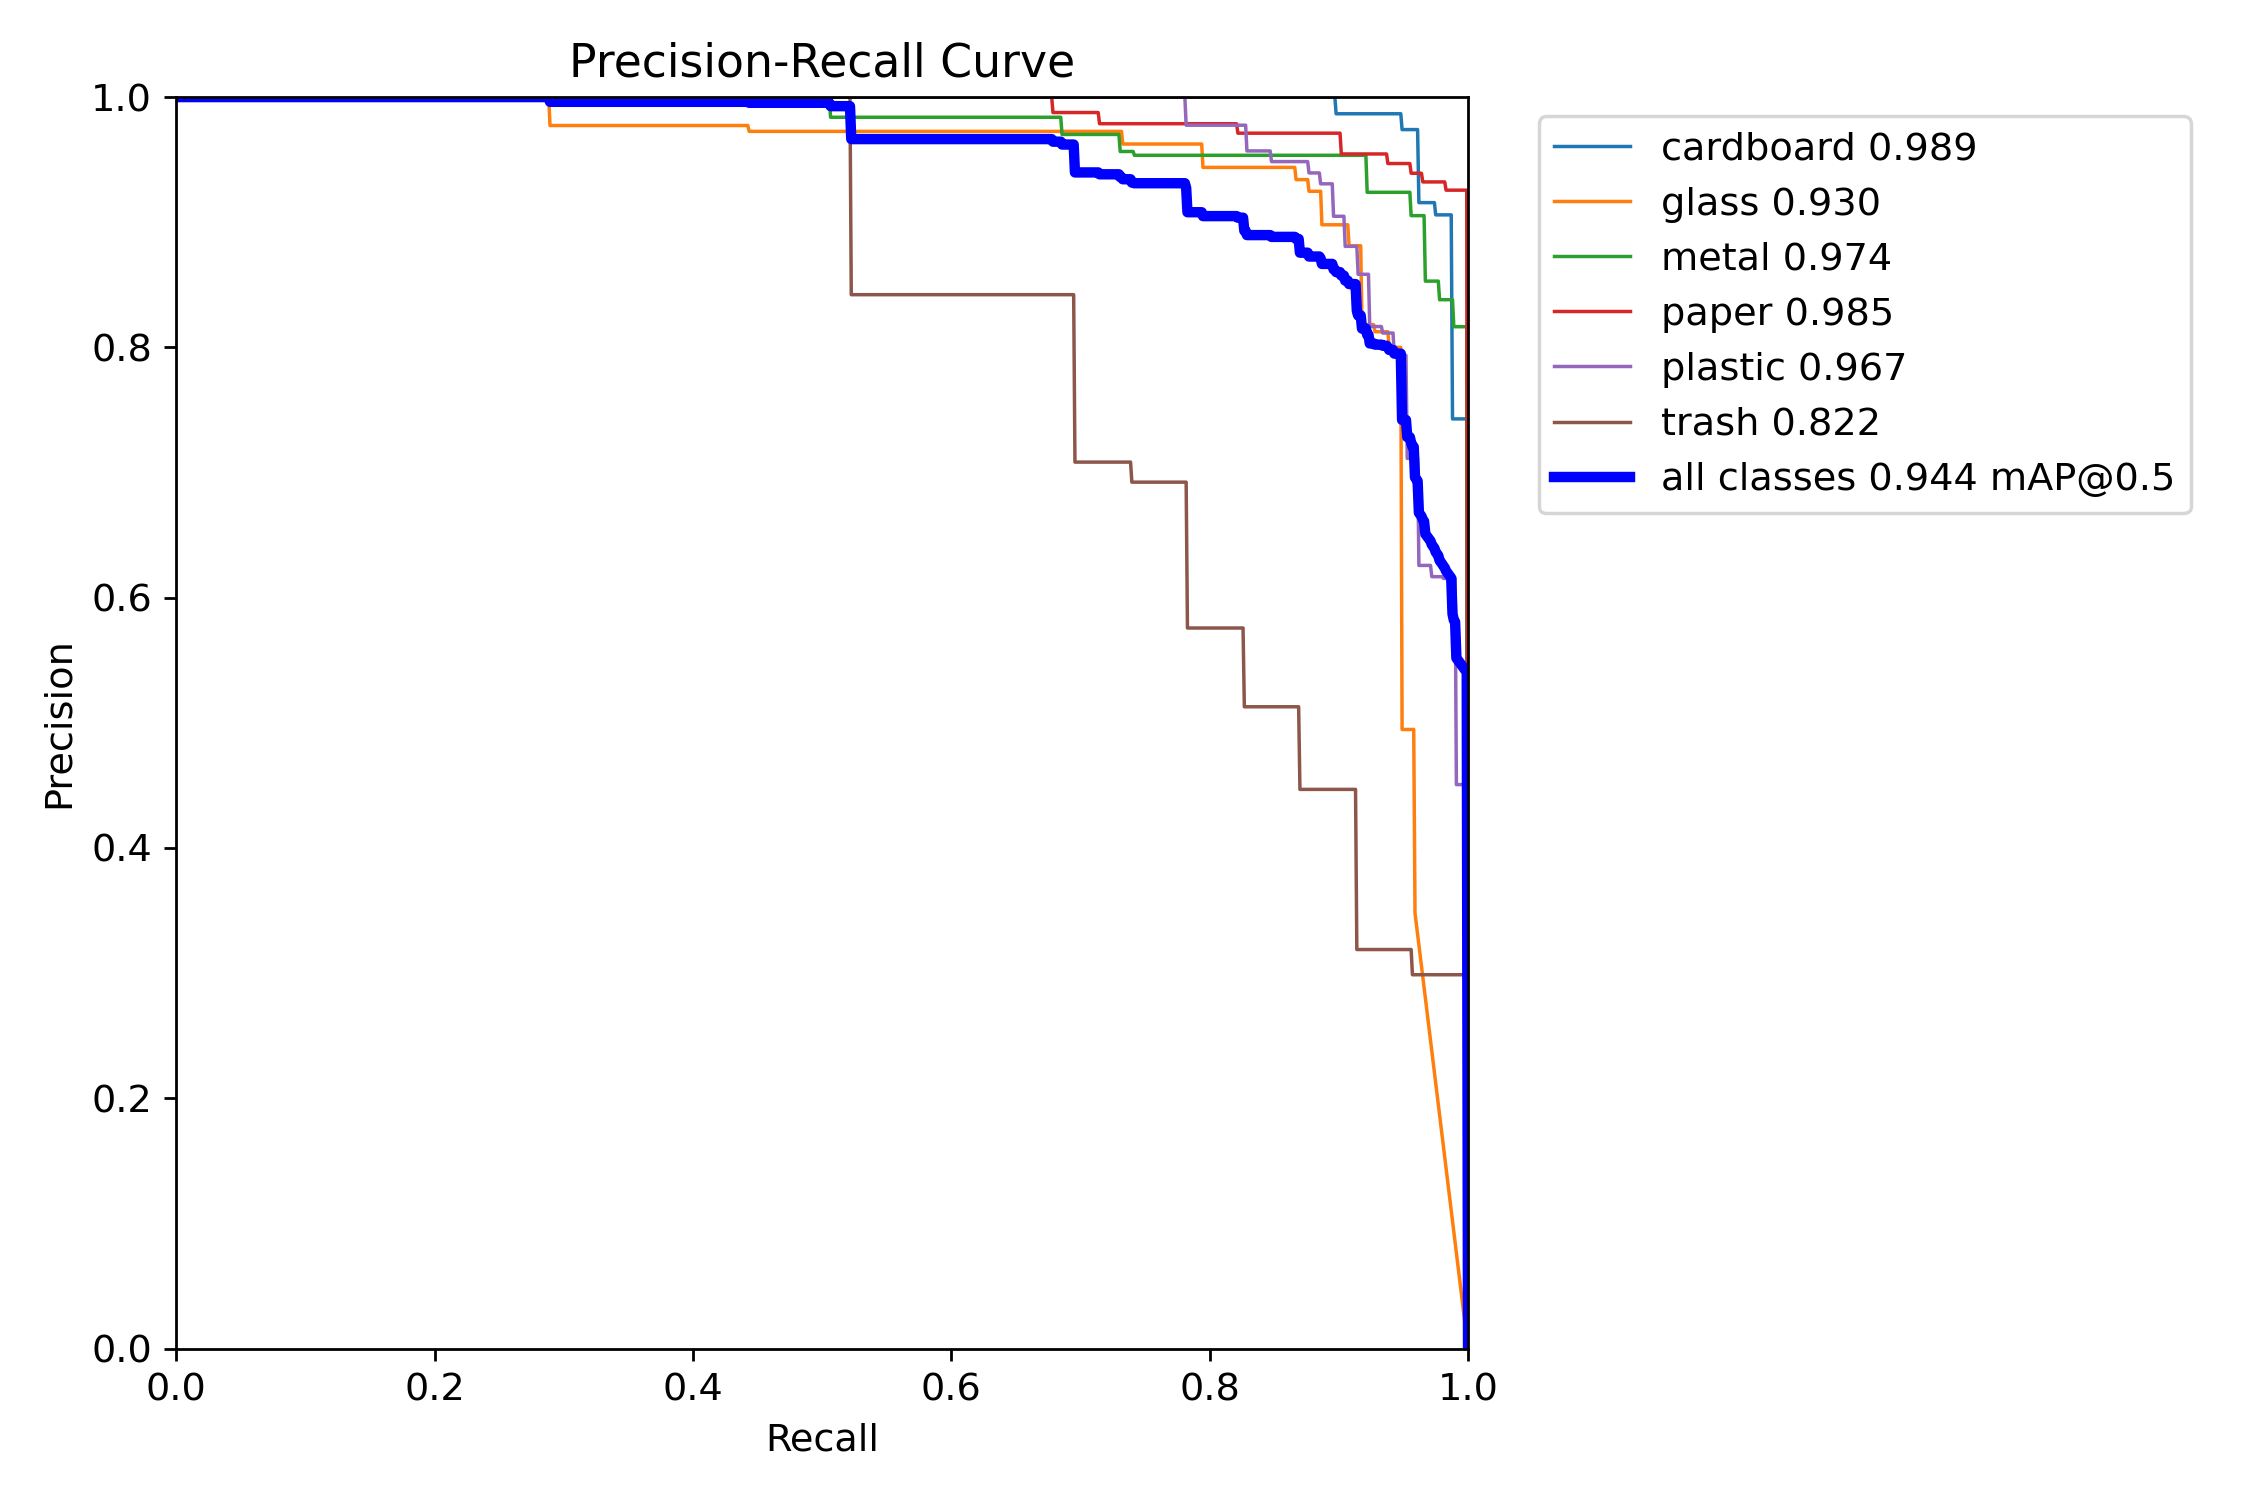 Precision-Recall Curve
1.0
0.8
0.6
0.4
0.2
0.0
Precision
0.0 0.2 0.4 0.6 0.8 1.0
Recall
cardboard 0.989
glass 0.930
metal 0.974
paper 0.985
plastic 0.967
trash 0.822
all classes 0.944 mAP@0.5